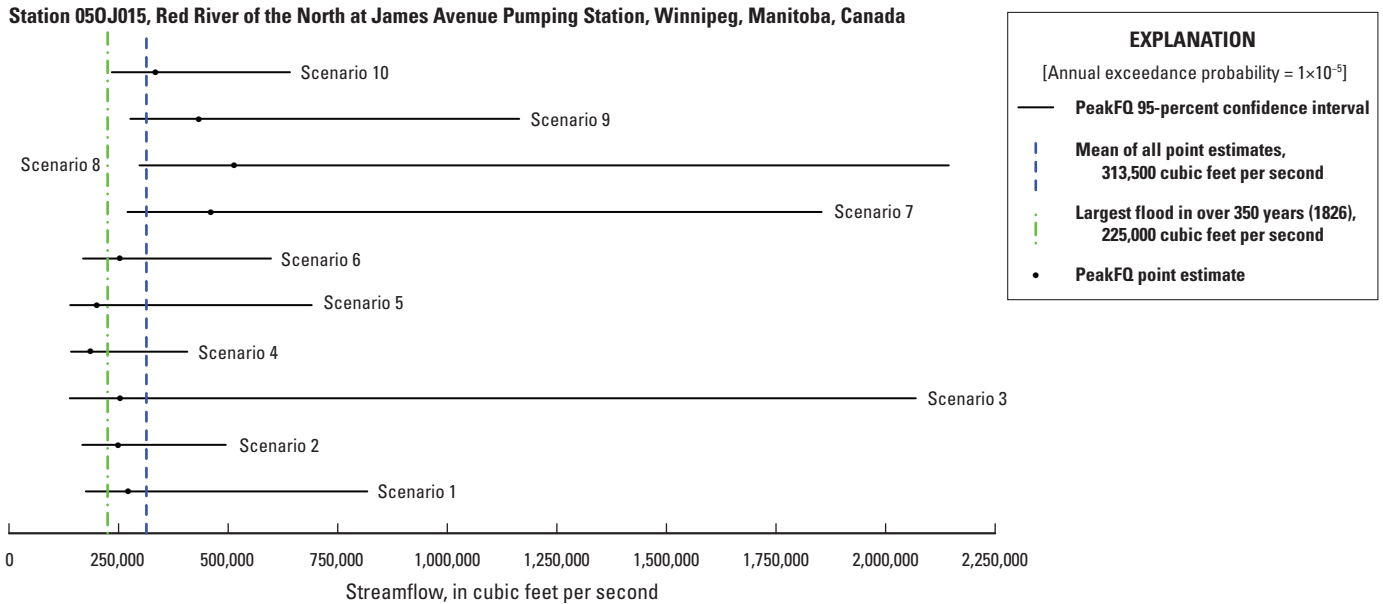 Station 05OJ015, Red River of the North at James Avenue Pumping Station, Winnipeg, Manitoba, Canada
Scenario 10
Scenario 9
Scenario 8
Scenario 7
Scenario 6
Scenario 5
Scenario 4
Scenario 3
Scenario 2
Scenario 1
0 250,000 500,000 750,000 1,000,000 1,250,000 1,500,000 1,750,000 2,000,000 2,250,000
Streamflow, in cubic feet per second
EXPLANATION
[Annual exceedance probability = 1×10⁻⁵]
PeakFQ 95-percent confidence interval
Mean of all point estimates,
313,500 cubic feet per second
Largest flood in over 350 years (1826),
225,000 cubic feet per second
PeakFQ point estimate